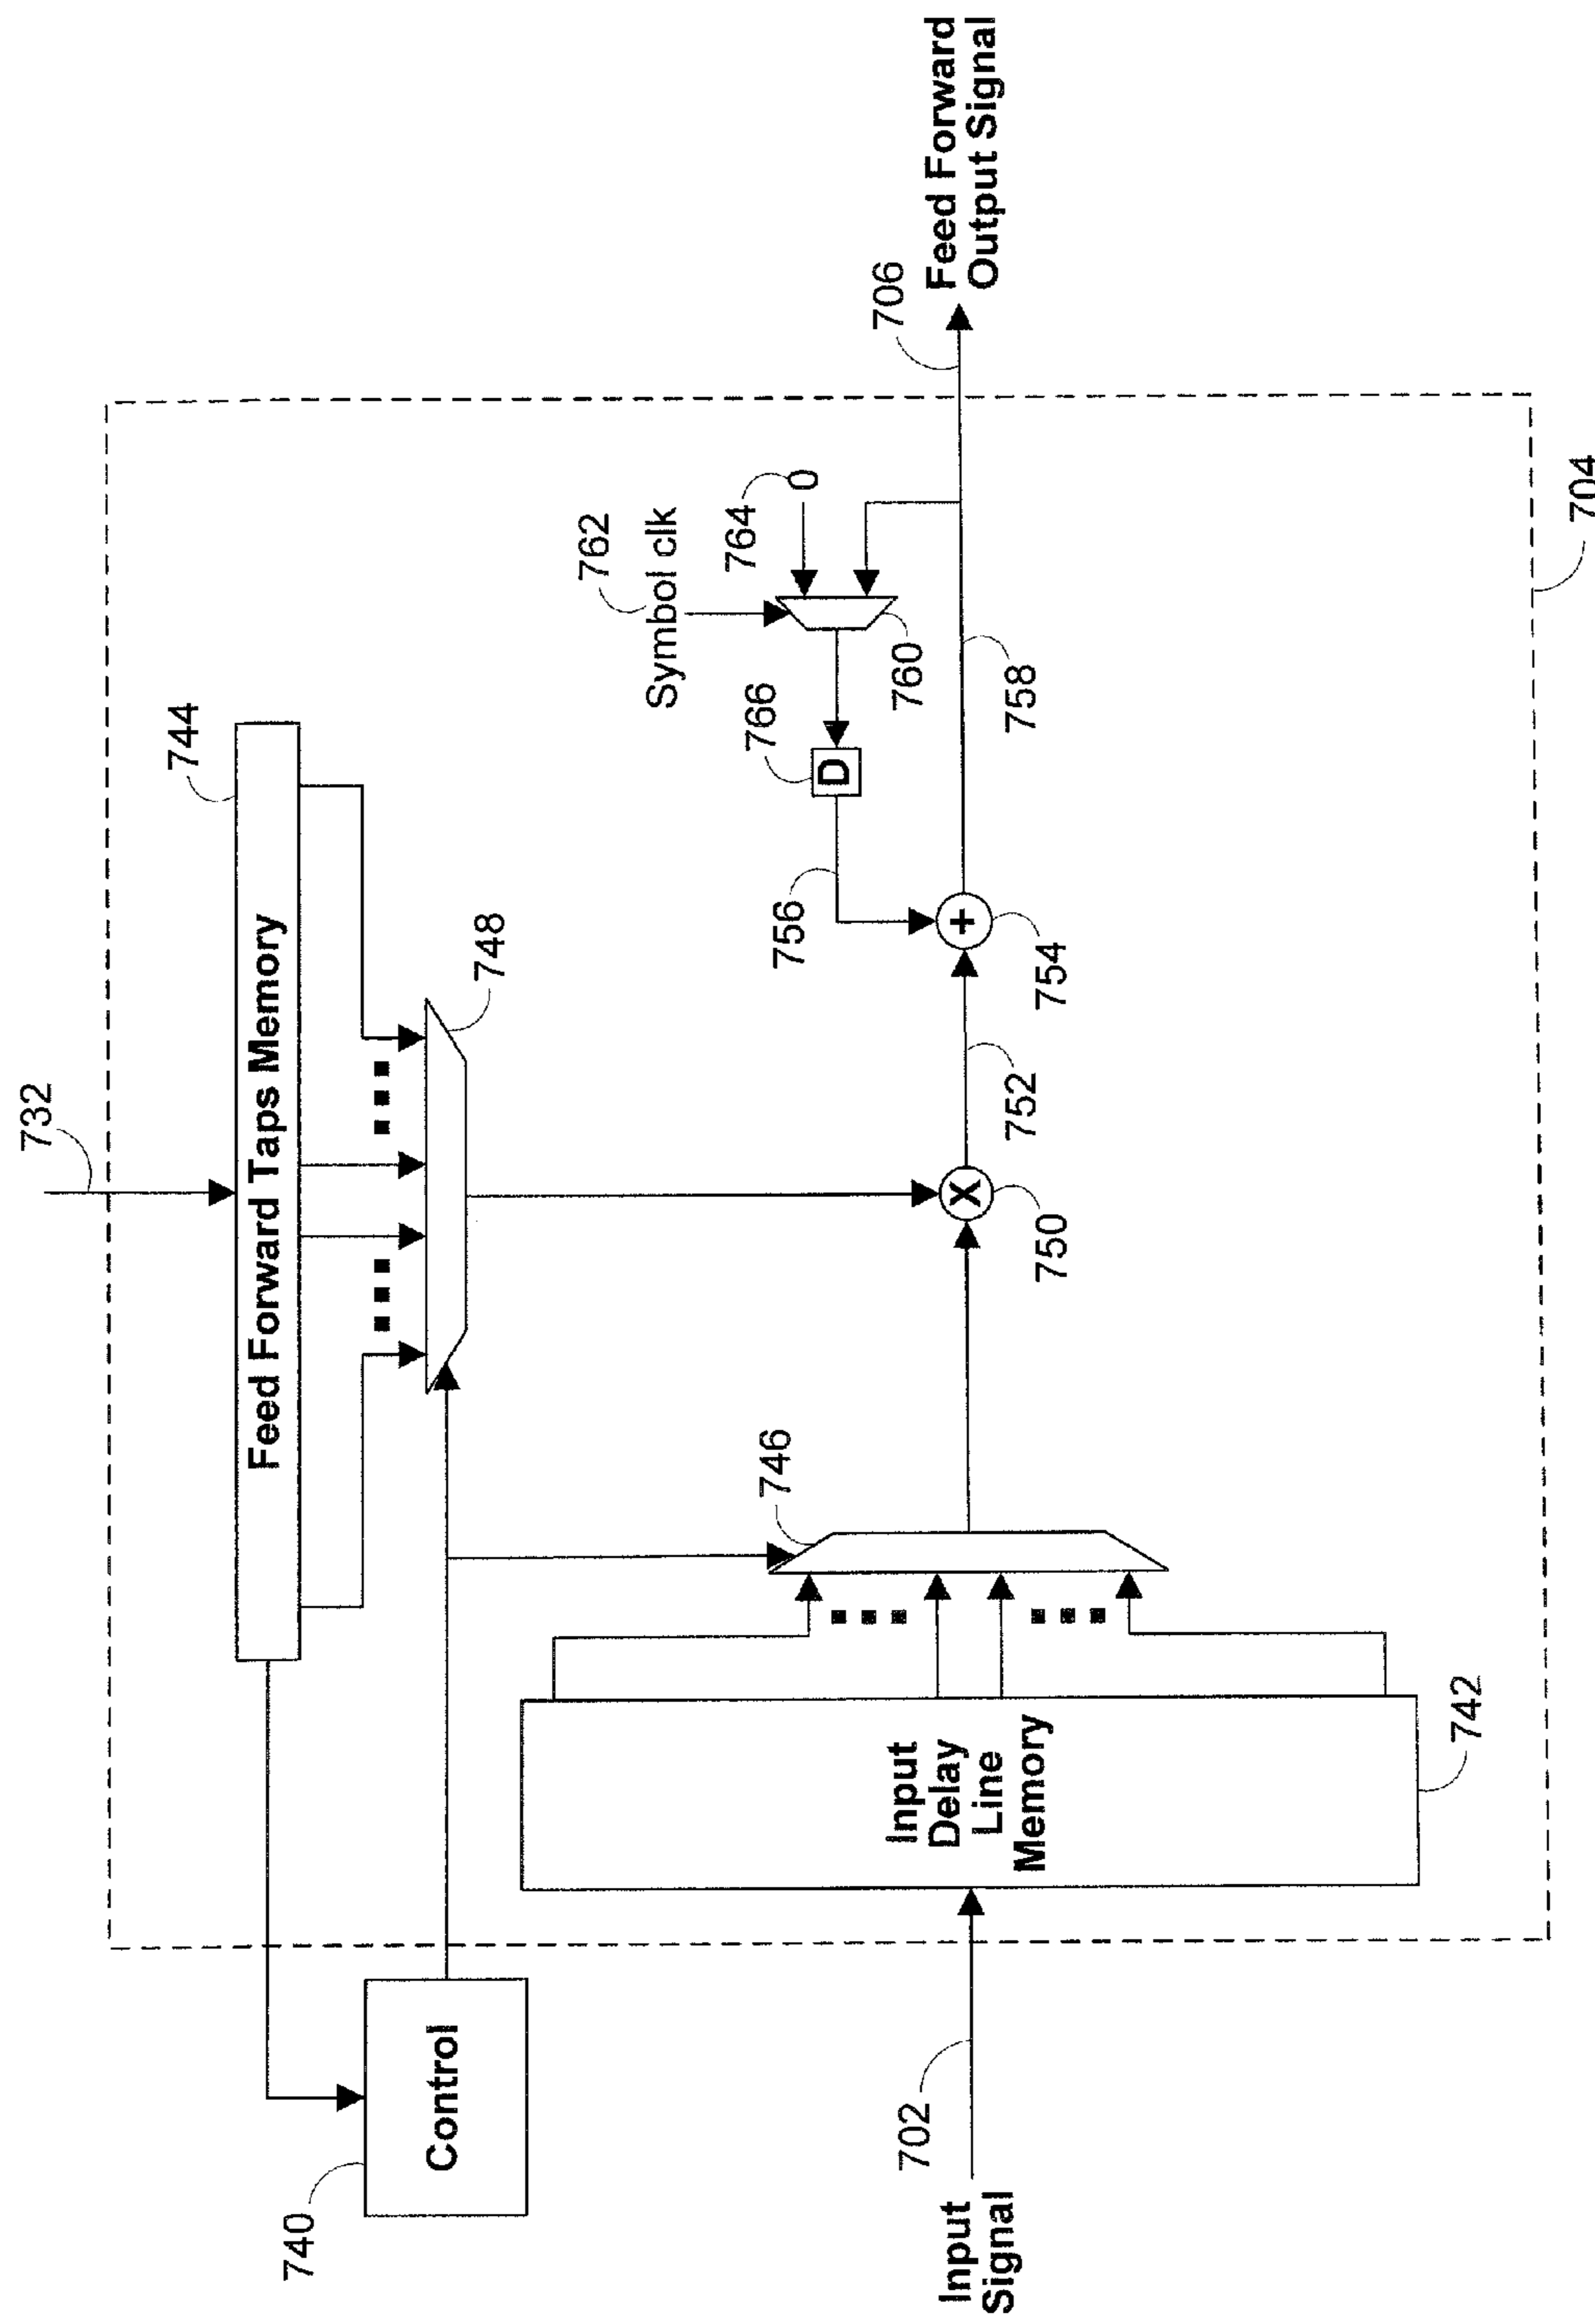 732
744
Feed Forward Taps Memory
740
Control
748
762
Symbol clk
764
0
766
D
760
756
706
Feed Forward
Output Signal
746
750
X
752
754
+
758
Input
Delay
Line
Memory
742
702
Input
Signal
704